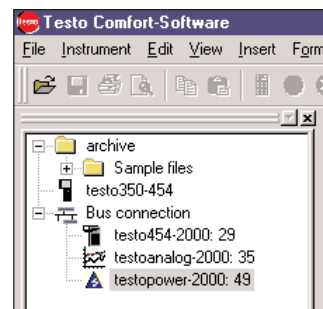 testo Testo Comfort-Software
File Instrument Edit View Insert Form
archive
Sample files
testo350-454
Bus connection
testo454-2000: 29
testoanalog-2000: 35
testopower-2000: 49